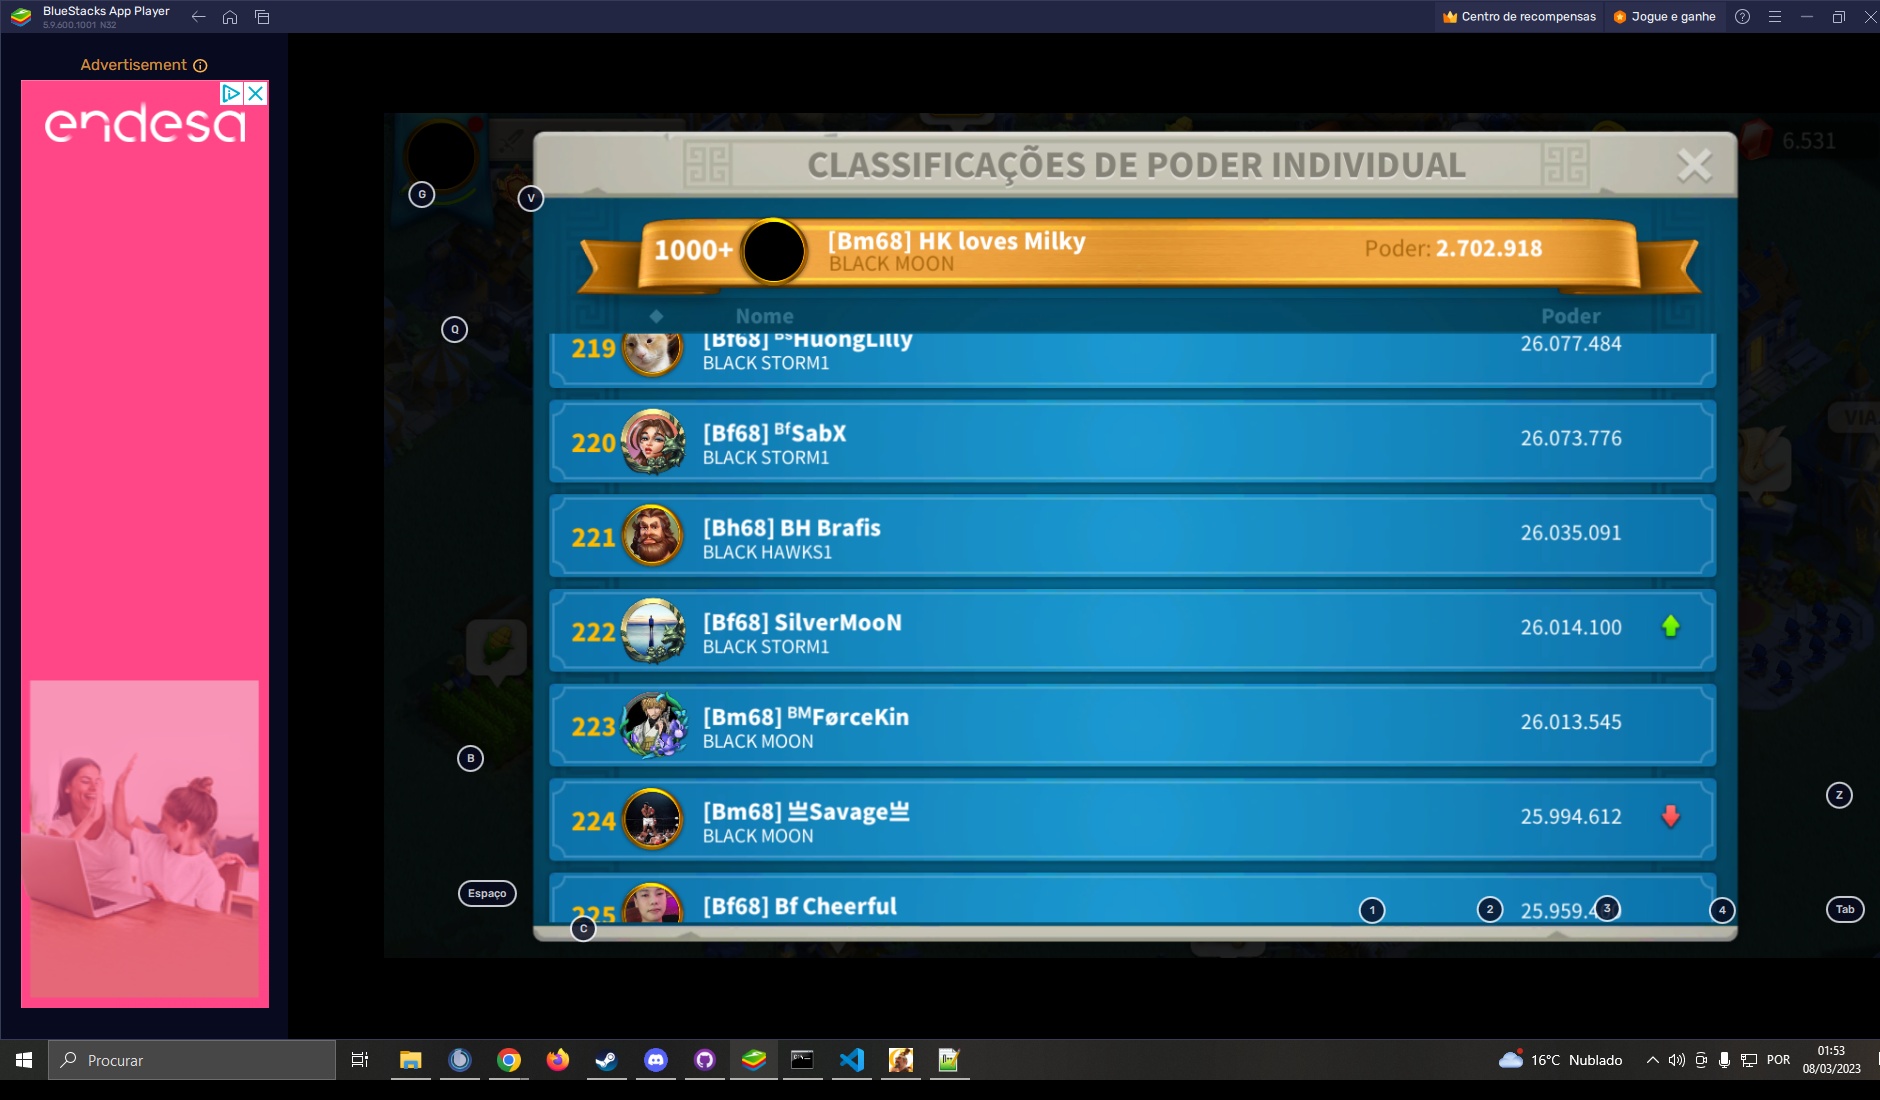 BlueStacks App Player
5.9.600.1001 N32
Centro de recompensas
Jogue e ganhe
Advertisement
endesa
CLASSIFICAÇÕES DE PODER INDIVIDUAL
6.531
1000+
[Bm68] HK loves Milky
BLACK MOON
Poder: 2.702.918
Nome
Poder
219
[Bf68] ᴮˢHuongLilly
BLACK STORM1
26.077.484
220
[Bf68] ᴮᶠSabX
BLACK STORM1
26.073.776
221
[Bh68] BH Brafis
BLACK HAWKS1
26.035.091
222
[Bf68] SilverMooN
BLACK STORM1
26.014.100
223
[Bm68] ᴮᴹFørceKin
BLACK MOON
26.013.545
224
[Bm68] 亗Savage亗
BLACK MOON
25.994.612
225
[Bf68] Bf Cheerful
G
V
Q
B
Espaço
C
1
2
3
4
Z
Tab
Procurar
16°C Nublado
POR
01:53
08/03/2023